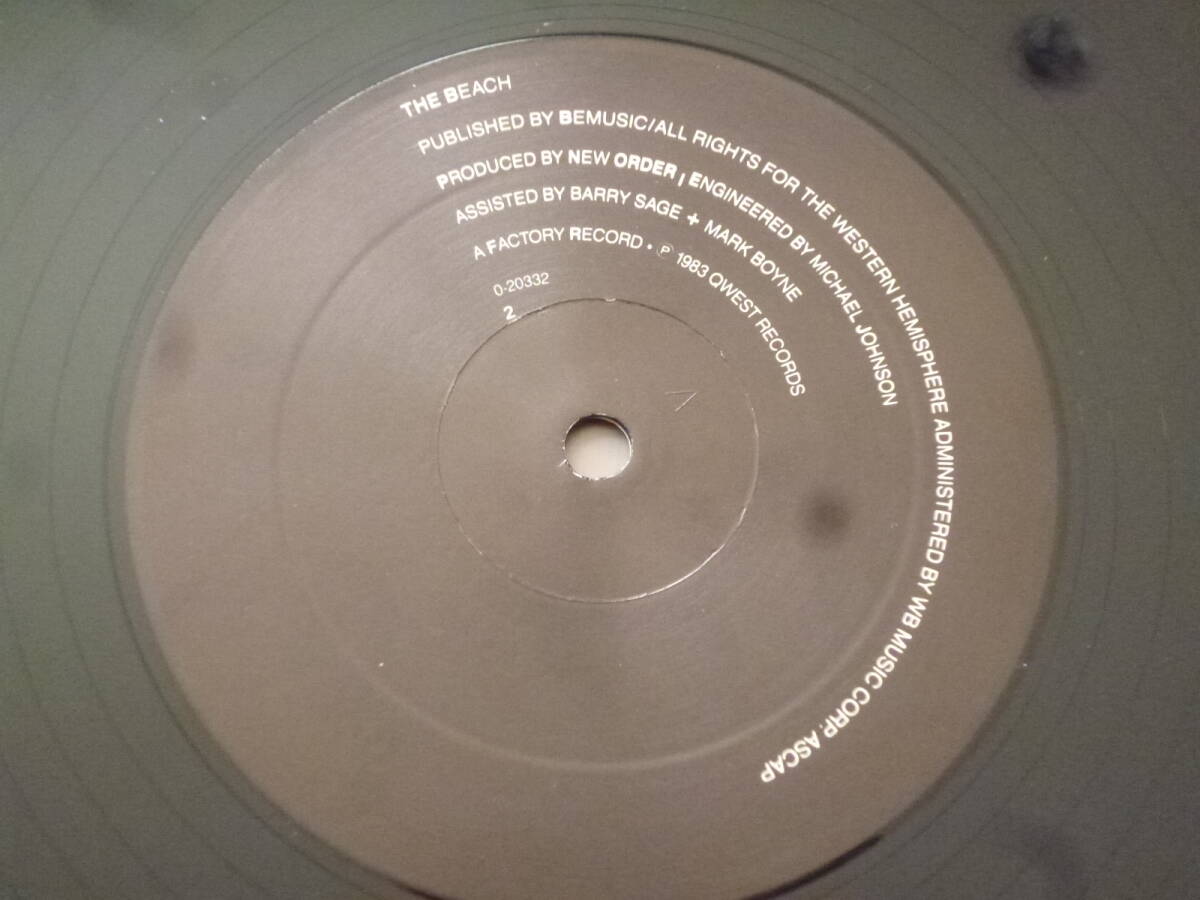 THE BEACH
PUBLISHED BY BEMUSIC/ALL RIGHTS FOR THE WESTERN HEMISPHERE ADMINISTERED BY WB MUSIC CORP. ASCAP
PRODUCED BY NEW ORDER, ENGINEERED BY MICHAEL JOHNSON
ASSISTED BY BARRY SAGE + MARK BOYNE
A FACTORY RECORD • ℗ 1983 QWEST RECORDS
0-20332
2